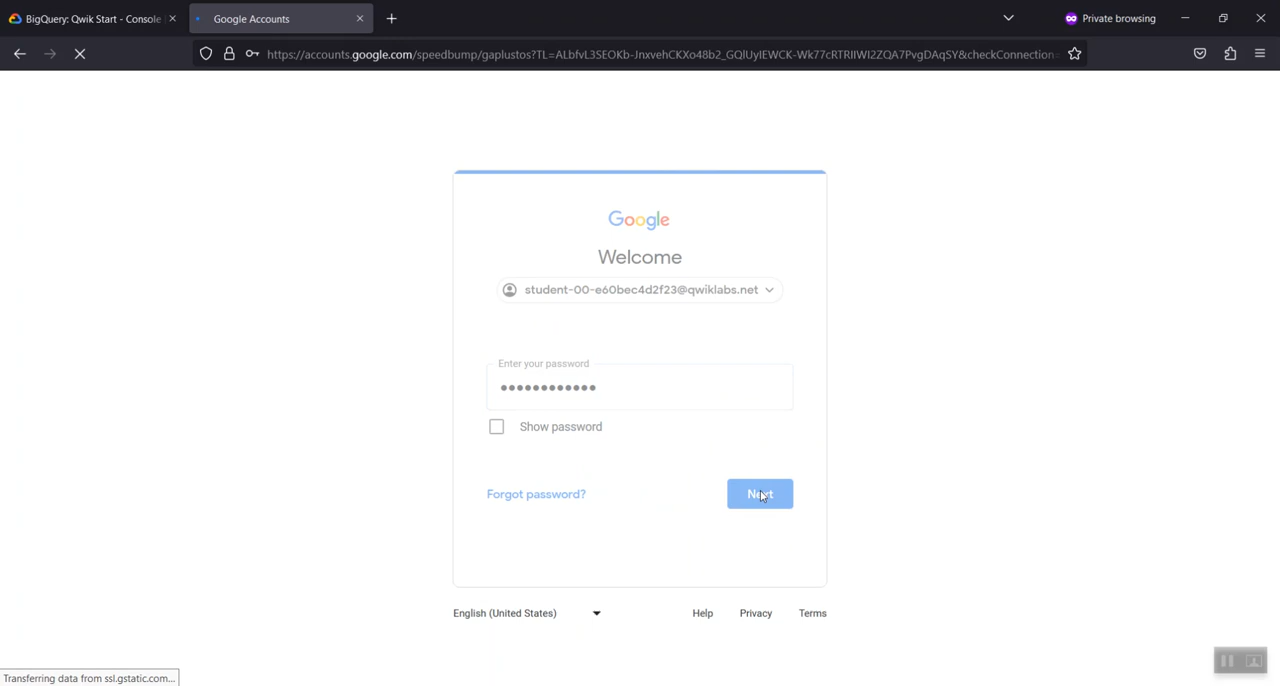 BigQuery: Qwik Start - Console
Google Accounts
Private browsing
https://accounts.google.com/speedbump/gaplustos?TL=ALbfvL3SEOKb-JnxvehCKXo48b2_GQlUyIEWCK-Wk77cRTRIIWI2ZQA7PvgDAqSY&checkConnection=
Google
Welcome
student-00-e60bec4d2f23@qwiklabs.net
Enter your password
••••••••••••
Show password
Forgot password?
Next
English (United States)
Help
Privacy
Terms
Transferring data from ssl.gstatic.com...